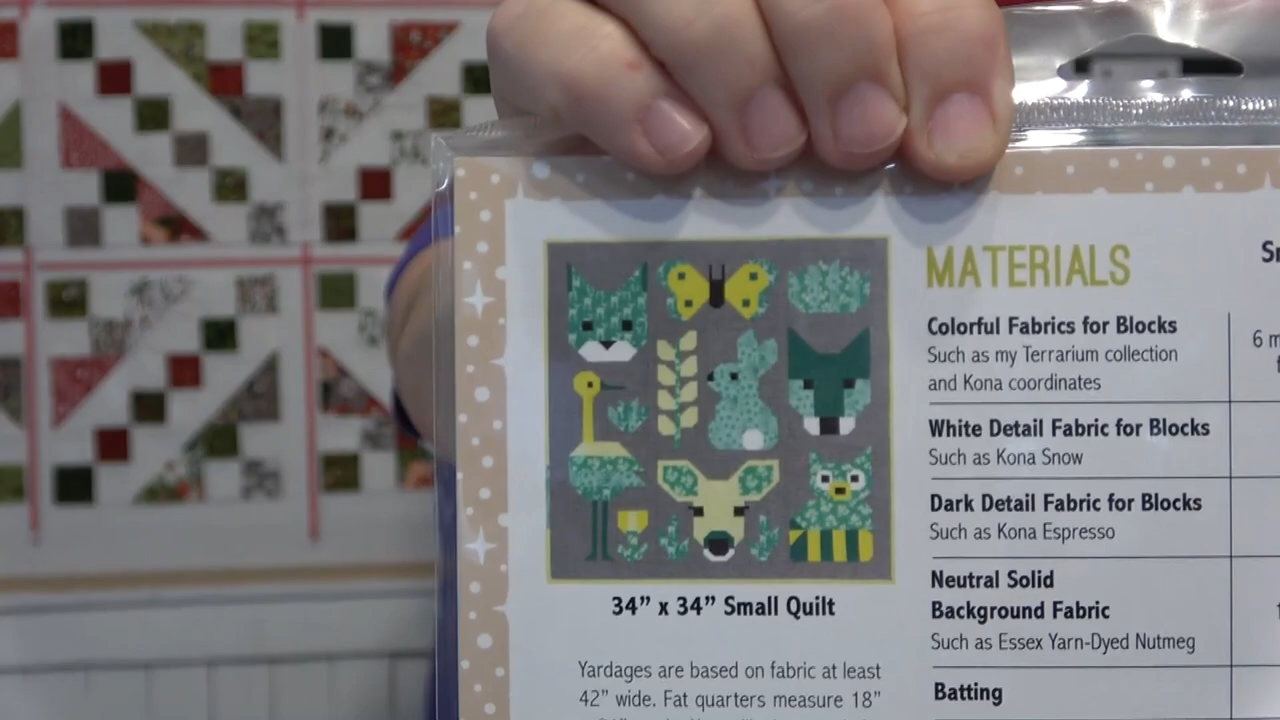 34” x 34” Small Quilt
Yardages are based on fabric at least
42” wide. Fat quarters measure 18”
MATERIALS
Colorful Fabrics for Blocks
Such as my Terrarium collection
and Kona coordinates
6
White Detail Fabric for Blocks
Such as Kona Snow
Dark Detail Fabric for Blocks
Such as Kona Espresso
Neutral Solid
Background Fabric
Such as Essex Yarn-Dyed Nutmeg
Batting